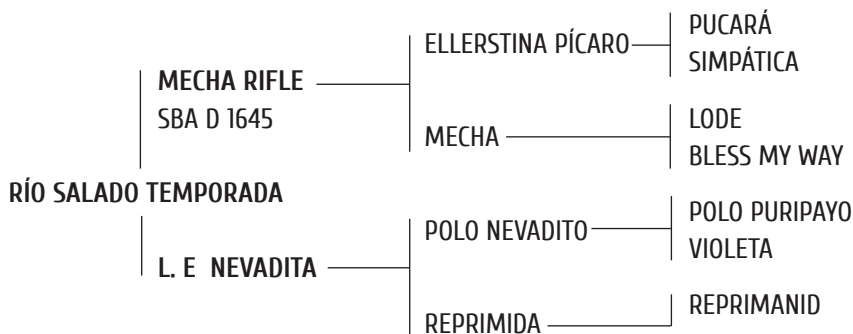 PUCARÁ
ELLERSTINA PÍCARO
SIMPÁTICA
MECHA RIFLE
SBA D 1645
LODE
MECHA
BLESS MY WAY
RÍO SALADO TEMPORADA
POLO PURIPAYO
POLO NEVADITO
VIOLETA
L. E NEVADITA
REPRIMANID
REPRIMIDA